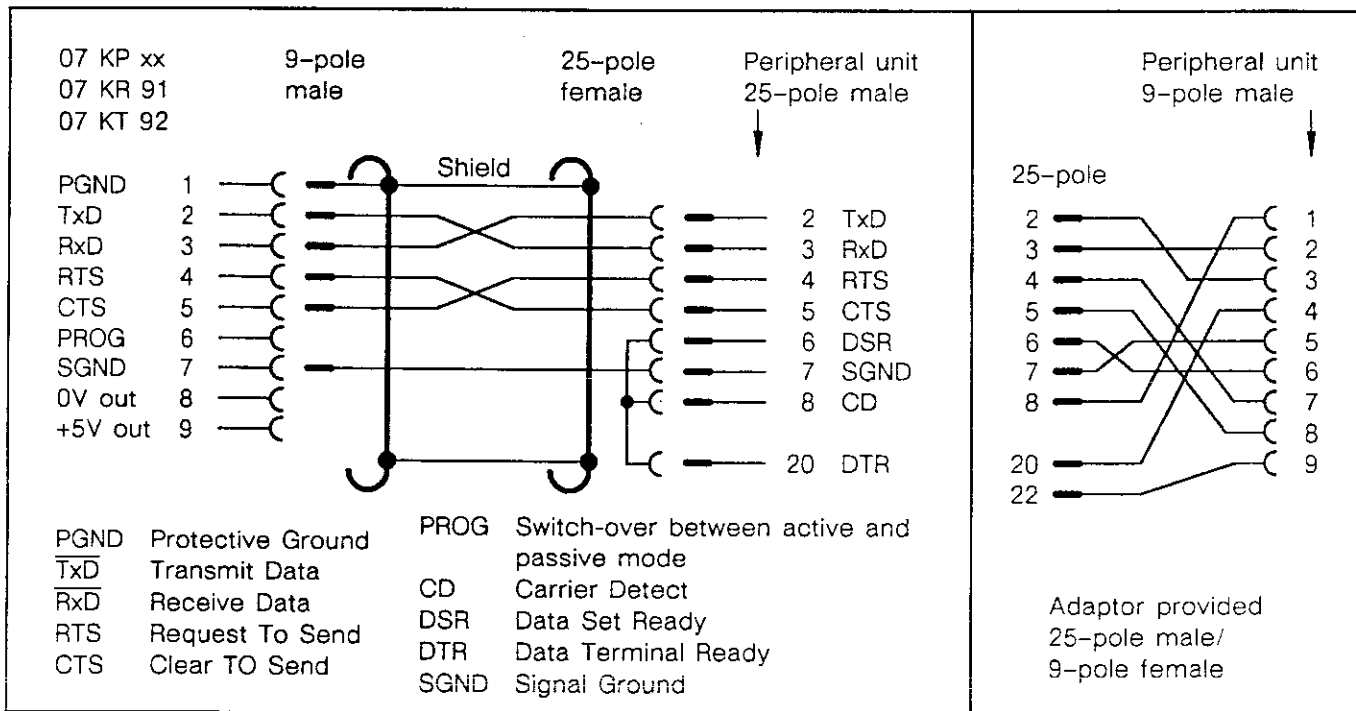 07 KP xx
07 KR 91
07 KT 92
9-pole
male
25-pole
female
Peripheral unit
25-pole male
Shield
PGND 1
TxD 2
RxD 3
RTS 4
CTS 5
PROG 6
SGND 7
0V out 8
+5V out 9
2 TxD
3 RxD
4 RTS
5 CTS
6 DSR
7 SGND
8 CD
20 DTR
PGND Protective Ground
TxD Transmit Data
RxD Receive Data
RTS Request To Send
CTS Clear TO Send
PROG Switch-over between active and
passive mode
CD Carrier Detect
DSR Data Set Ready
DTR Data Terminal Ready
SGND Signal Ground
Peripheral unit
9-pole male
25-pole
2 1
3 2
4 3
5 4
6 5
7 6
8 7
8
20 9
22
Adaptor provided
25-pole male/
9-pole female